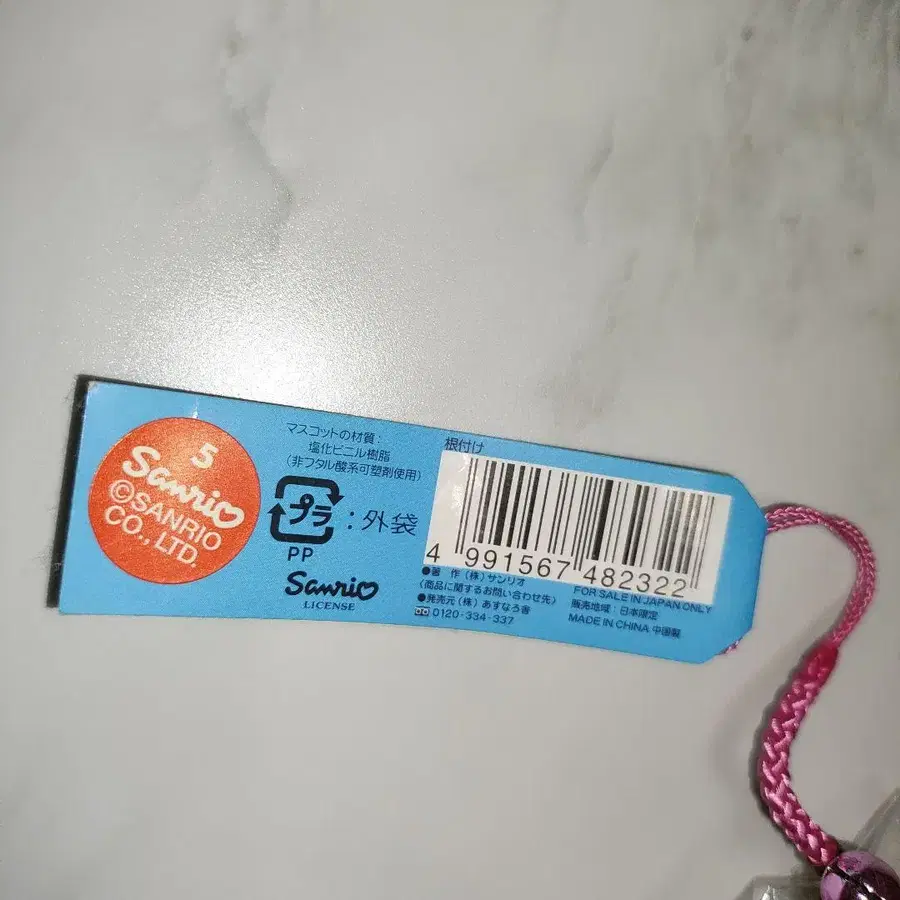 5
Sanrio
©SANRIO
CO., LTD.
マスコットの材質:
塩化ビニル樹脂
(非フタル酸系可塑剤使用)
プラ
:外袋
PP
Sanrio
LICENSE
根付け
4 991567 482322
●著 作 (株) サンリオ
〈商品に関するお問い合わせ先〉
●発売元 (株) あすなろ舎
0120-334-337
FOR SALE IN JAPAN ONLY
販売地域:日本限定
MADE IN CHINA 中国製